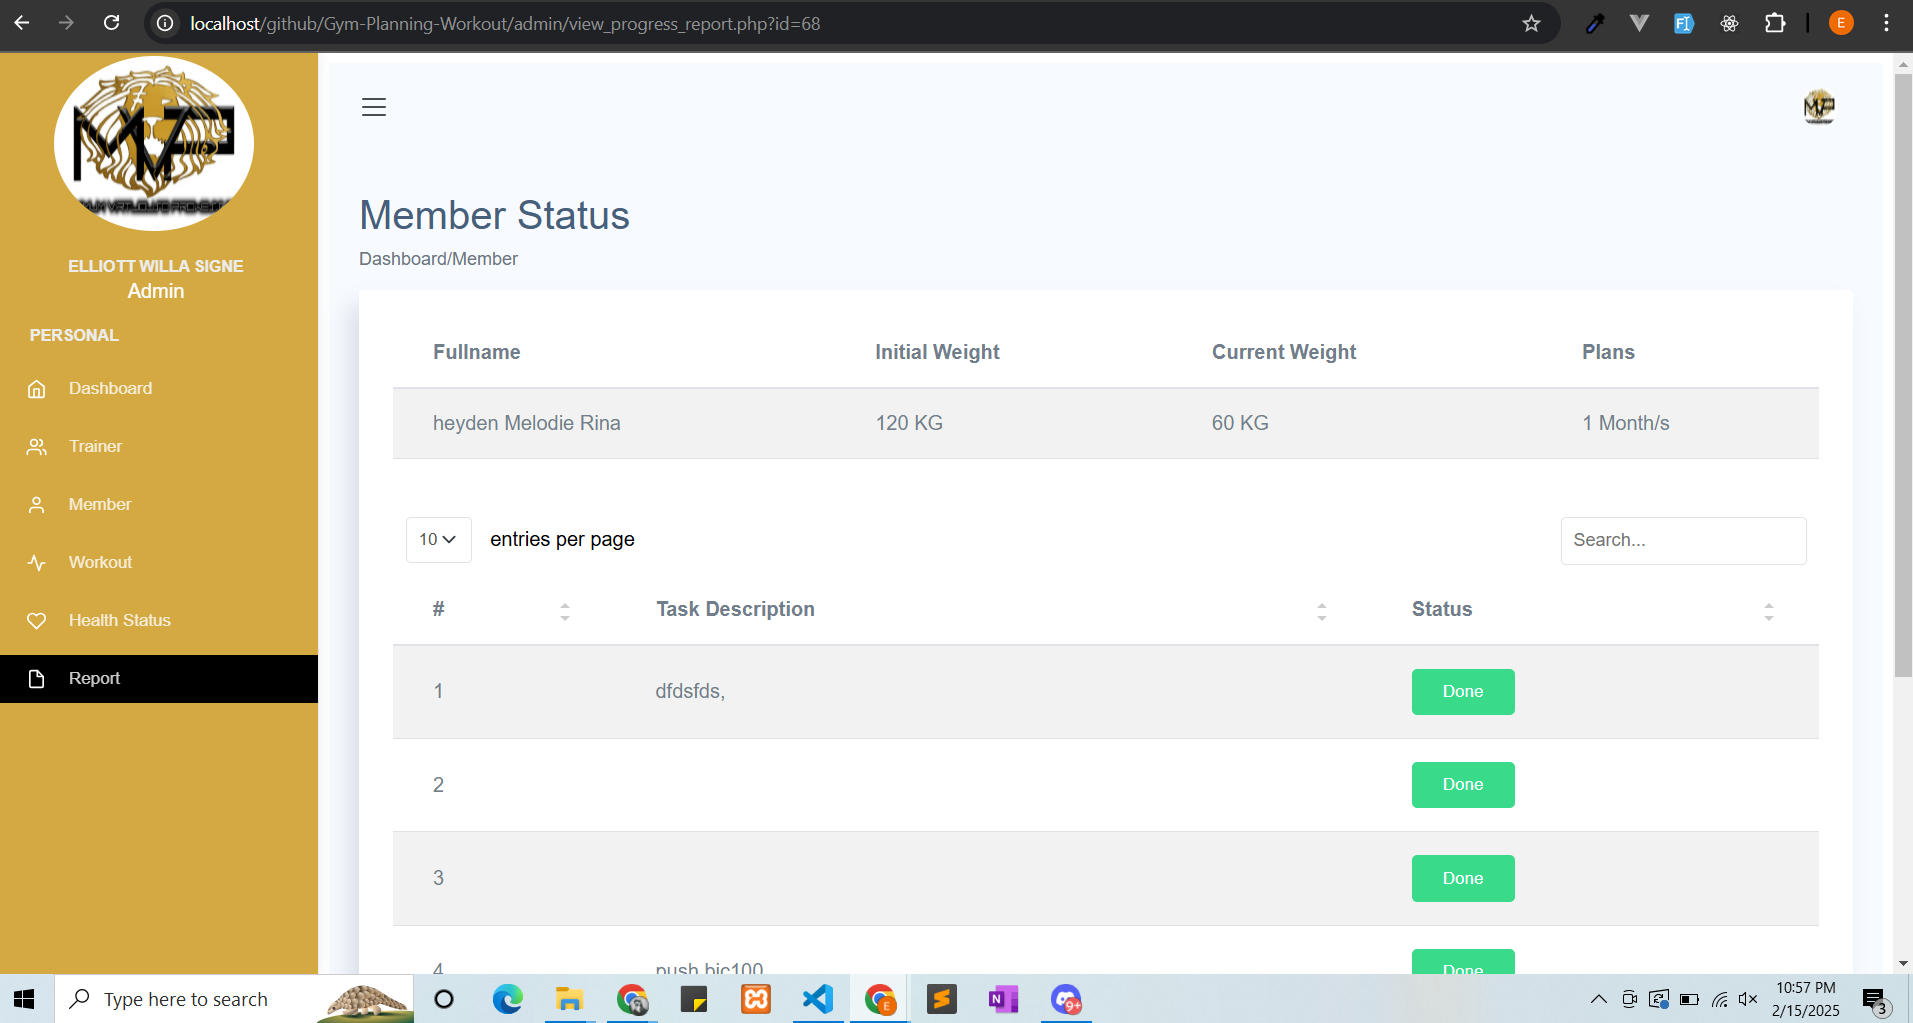 localhost/github/Gym-Planning-Workout/admin/view_progress_report.php?id=68
E
MVP
ELLIOTT WILLA SIGNE
Admin
PERSONAL
Dashboard
Trainer
Member
Workout
Health Status
Report
Member Status
Dashboard/Member
Fullname Initial Weight Current Weight Plans
heyden Melodie Rina 120 KG 60 KG 1 Month/s
10 entries per page Search...
# Task Description Status
1 dfdsfds, Done
2 Done
3 Done
4 push bic100 Done
Type here to search
10:57 PM
2/15/2025
3